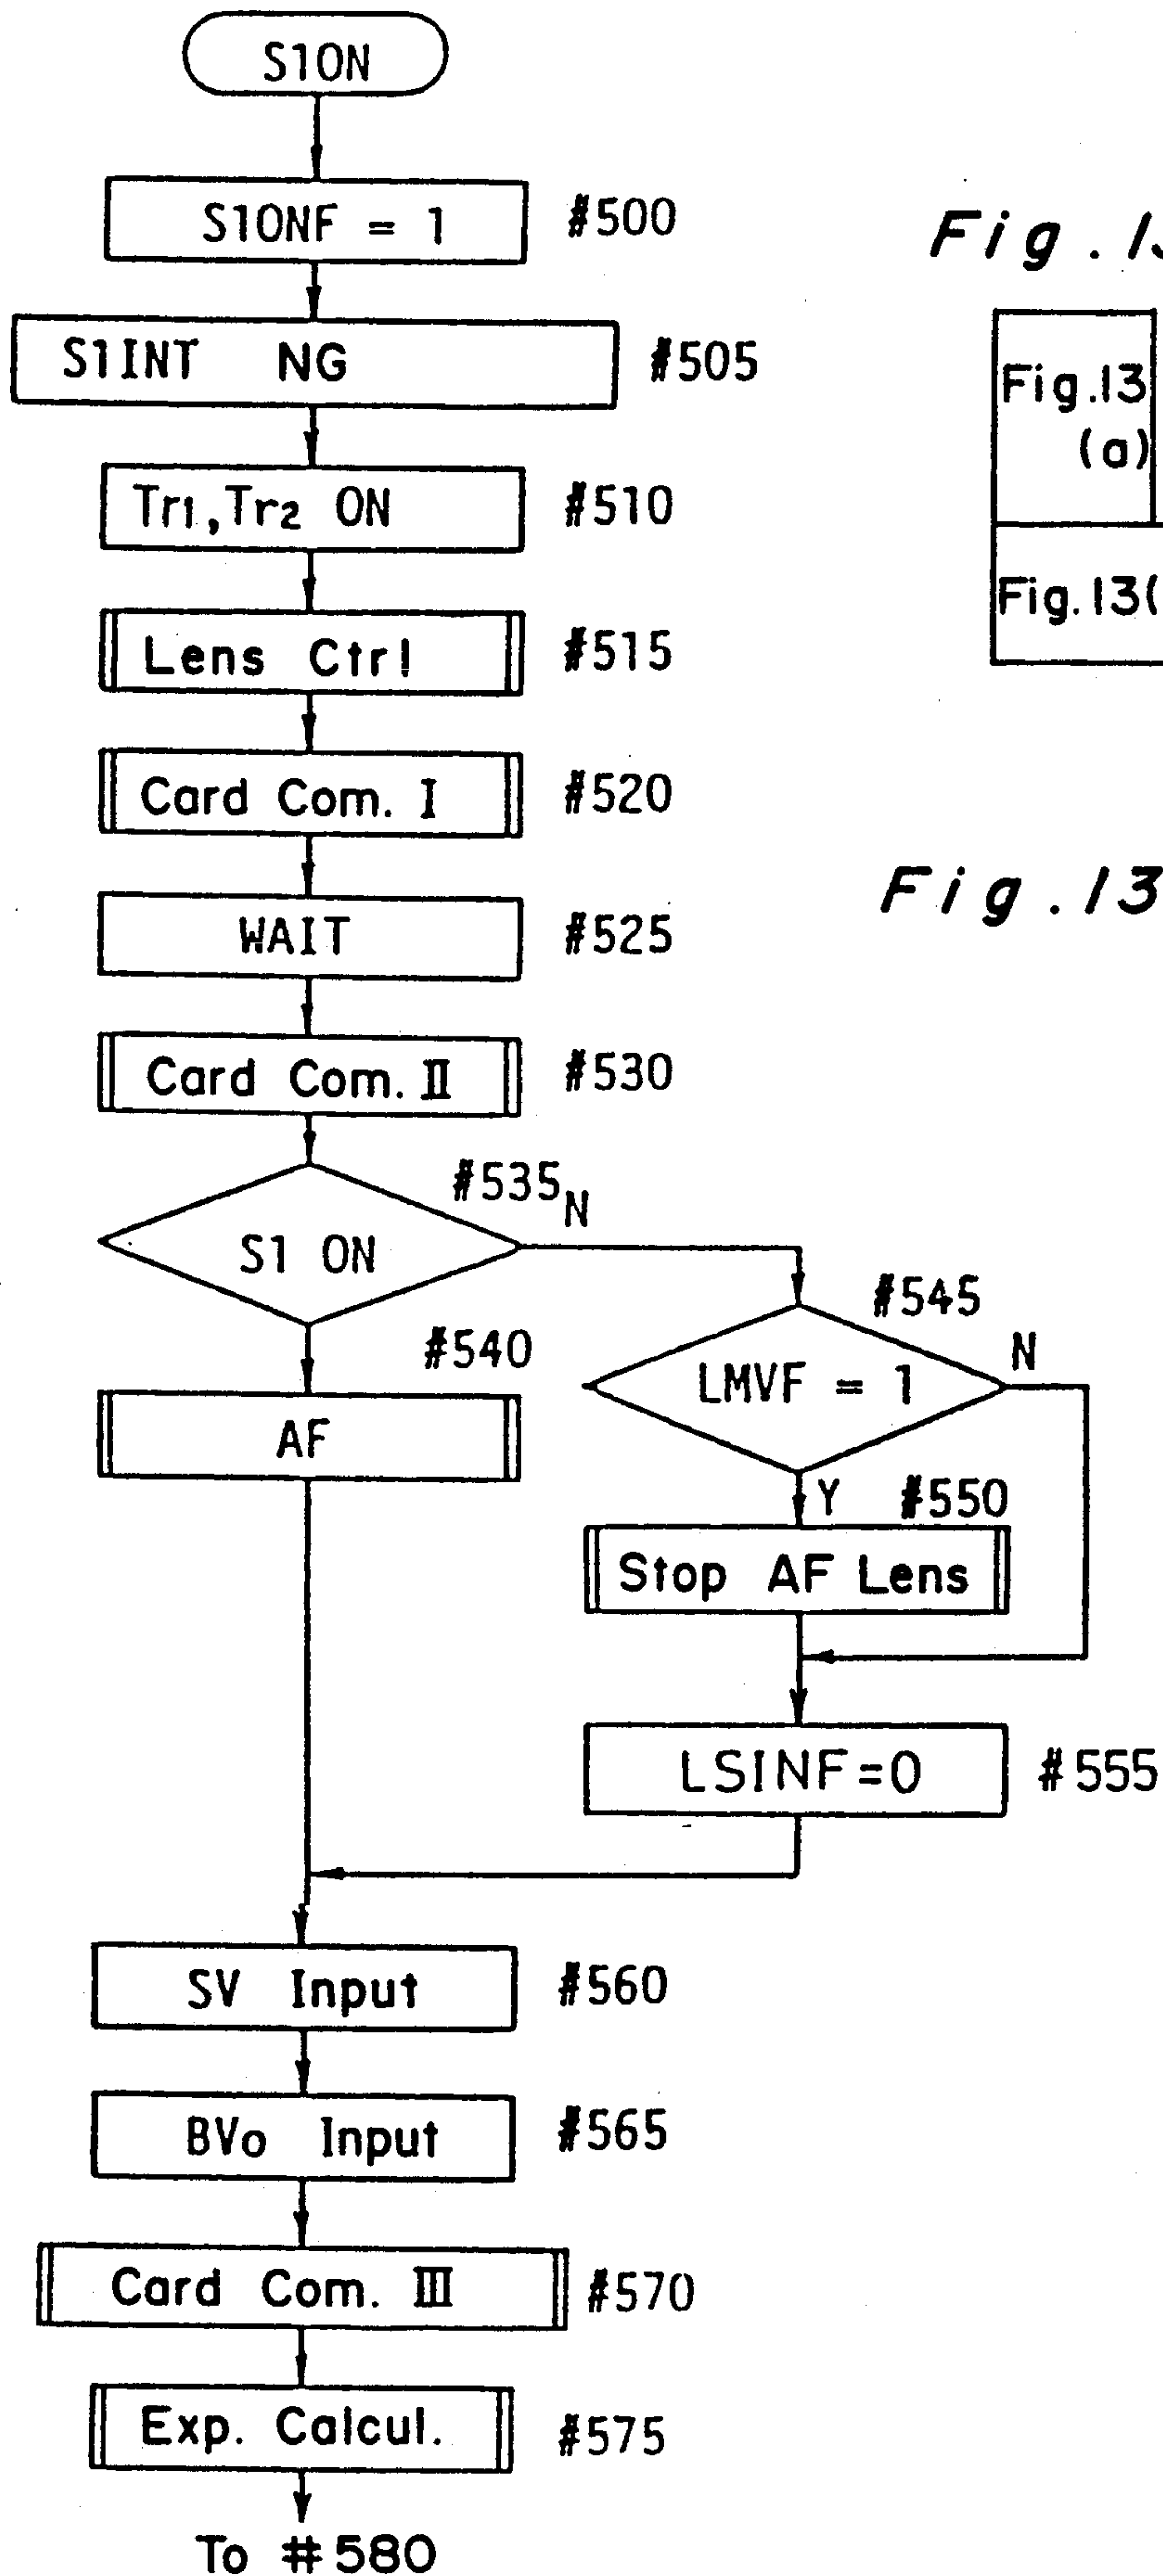 S1ON
S1ONF = 1 #500
S1INT NG #505
Tr1,Tr2 ON #510
Lens Ctrl #515
Card Com. I #520
WAIT #525
Card Com. II #530
#535 N
S1 ON
#540
AF
#545
LMVF = 1 N
Y #550
Stop AF Lens
LSINF=0 #555
SV Input #560
BVo Input #565
Card Com. III #570
Exp. Calcul. #575
To #580
Fig.13
Fig.13
(a)
Fig.13(
Fig.13